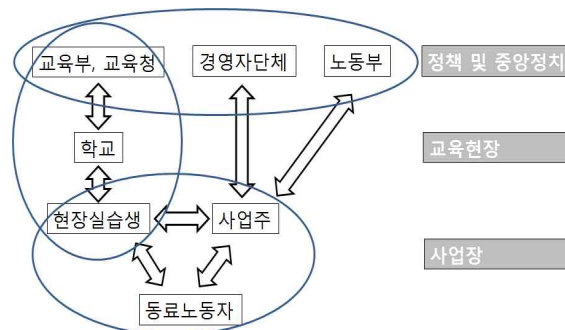 교육부, 교육청 경영자단체 노동부 정책 및 중앙정치
학교 교육현장
현장실습생 사업주
사업장
동료노동자